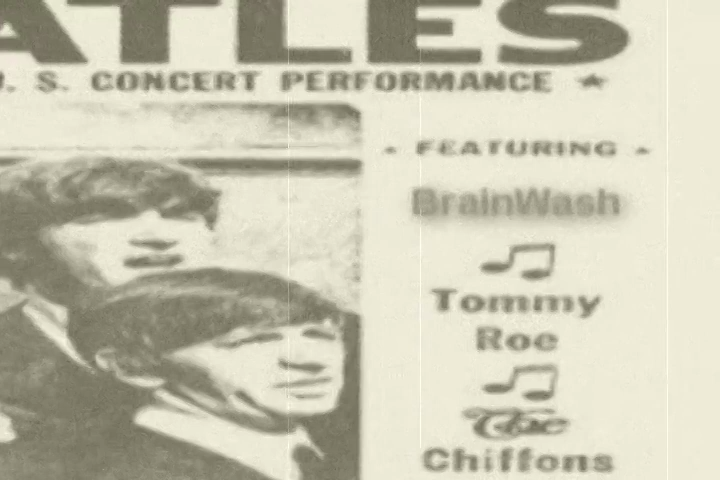 ATLES
. S. CONCERT PERFORMANCE ★
- FEATURING -
BrainWash
Tommy
Roe
The
Chiffons